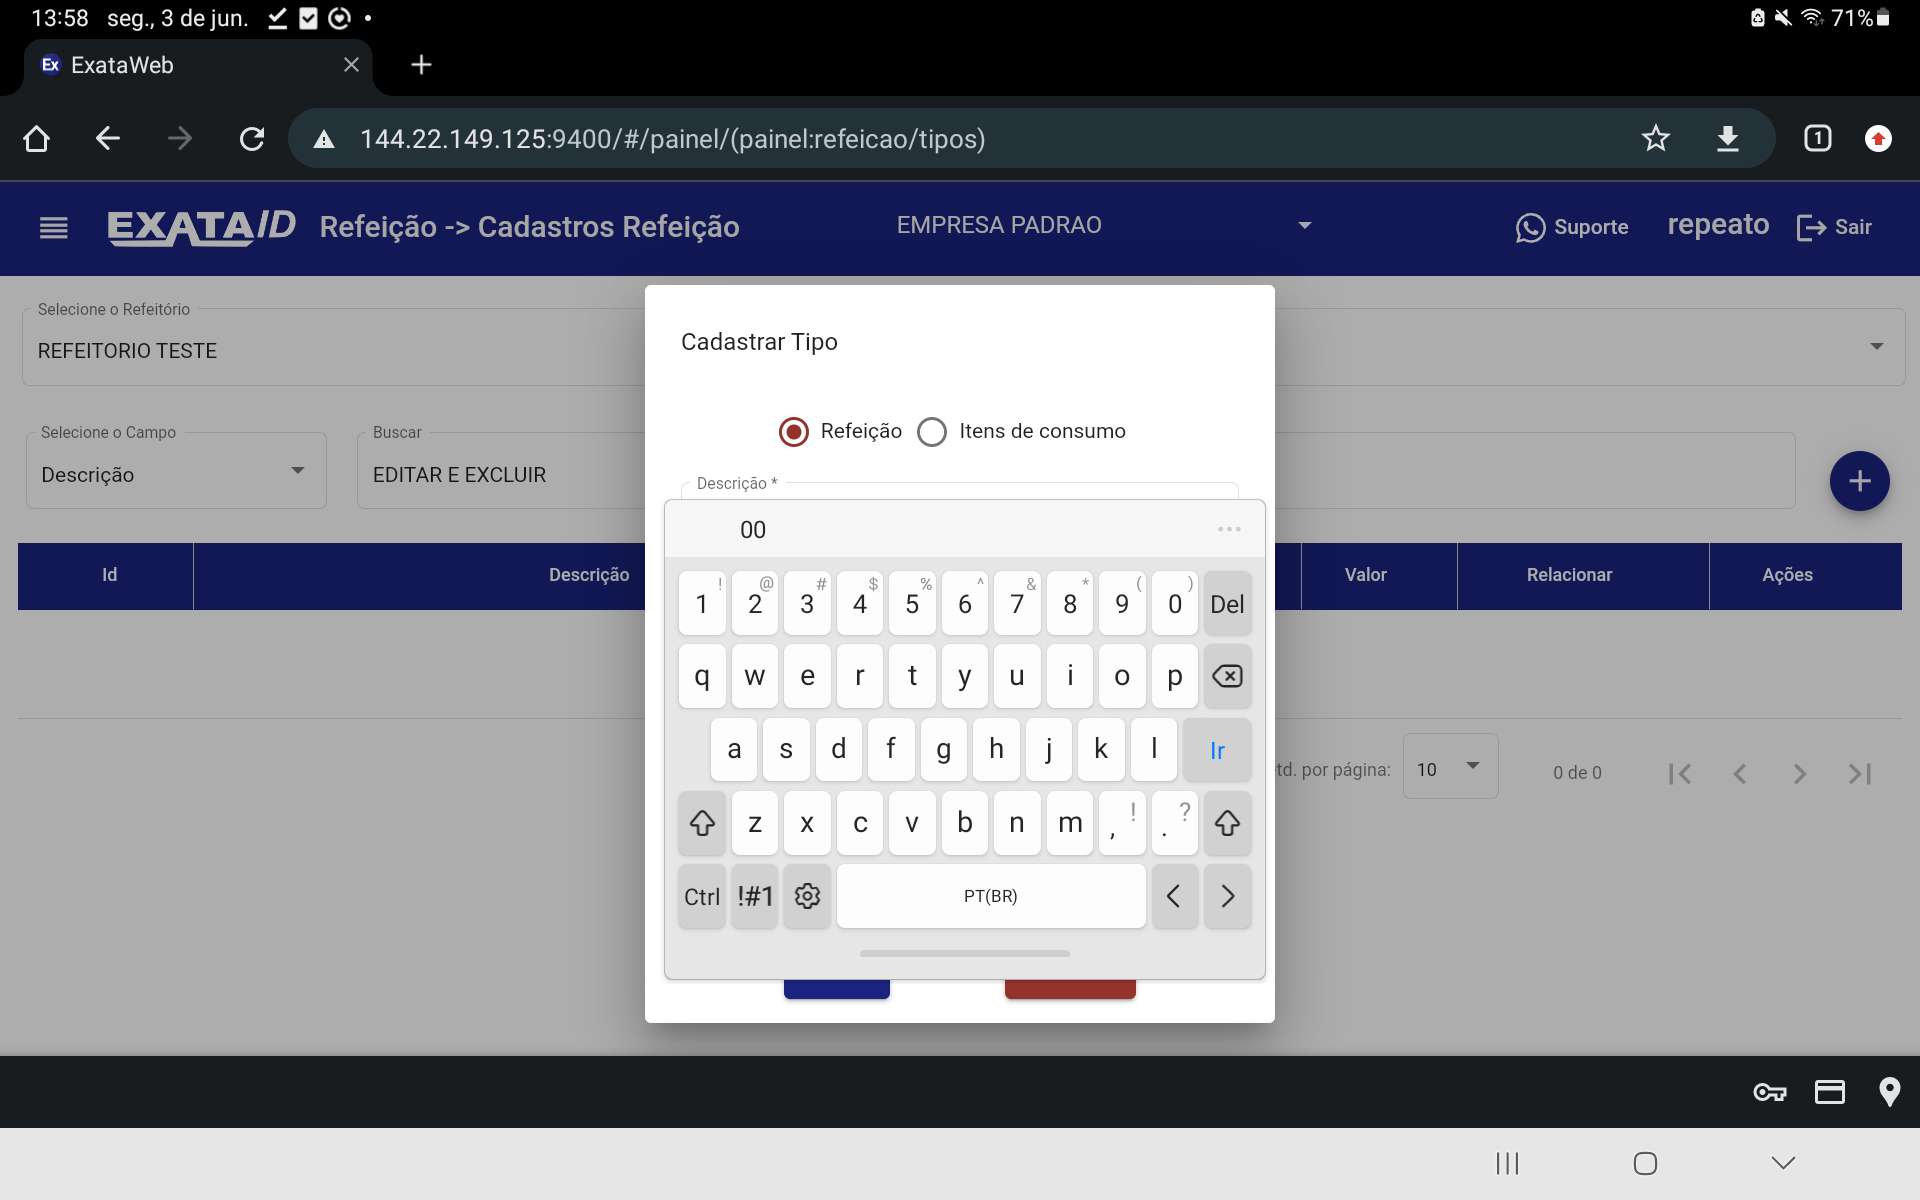 13:58 seg., 3 de jun. 71%
Ex ExataWeb
144.22.149.125:9400/#/painel/(painel:refeicao/tipos) 1
EXATAID Refeição -> Cadastros Refeição EMPRESA PADRAO Suporte repeato Sair
Selecione o Refeitório
REFEITORIO TESTE
Cadastrar Tipo
Refeição Itens de consumo
Selecione o Campo Buscar
Descrição EDITAR E EXCLUIR
Descrição *
00
Id Descrição Valor Relacionar Ações
! @ # $ % ^ & * ( )
1 2 3 4 5 6 7 8 9 0 Del
q w e r t y u i o p
a s d f g h j k l Ir
z x c v b n m , ! . ?
Ctrl !#1 PT(BR)
td. por página: 10 0 de 0